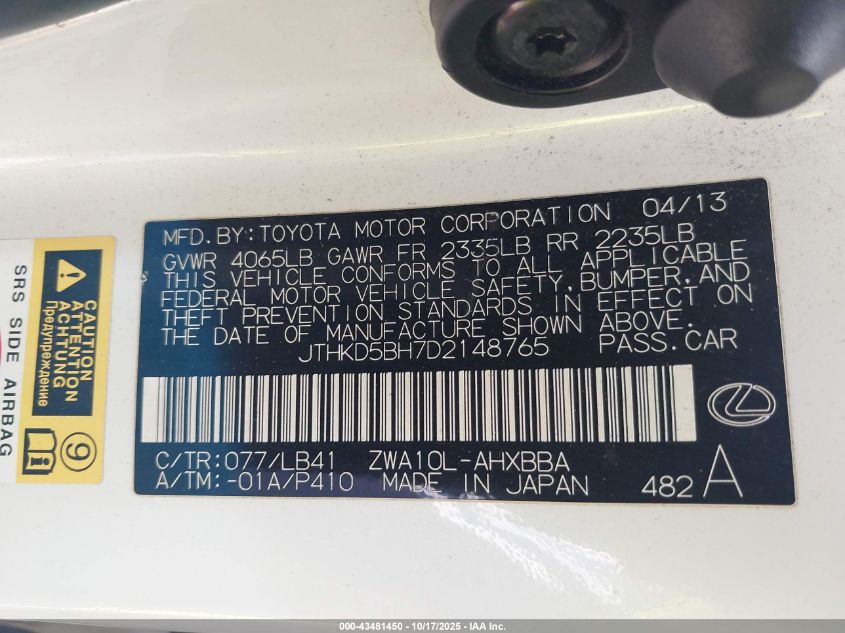 MFD.BY:TOYOTA MOTOR CORPORATION 04/13
GVWR 4065LB GAWR FR 2335LB RR 2235LB
THIS VEHICLE CONFORMS TO ALL APPLICABLE
FEDERAL MOTOR VEHICLE SAFETY,BUMPER,AND
THEFT PREVENTION STANDARDS IN EFFECT ON
THE DATE OF MANUFACTURE SHOWN ABOVE.
JTHKD5BH7D2148765 PASS.CAR
C/TR:077/LB41 ZWA10L-AHXBBA
A/TM:-01A/P410 MADE IN JAPAN 482 A
SRS SIDE AIRBAG
CAUTION
ATTENTION
ACHTUNG
Предупреждение
9
000-43481450 - 10/17/2025 - IAA Inc.